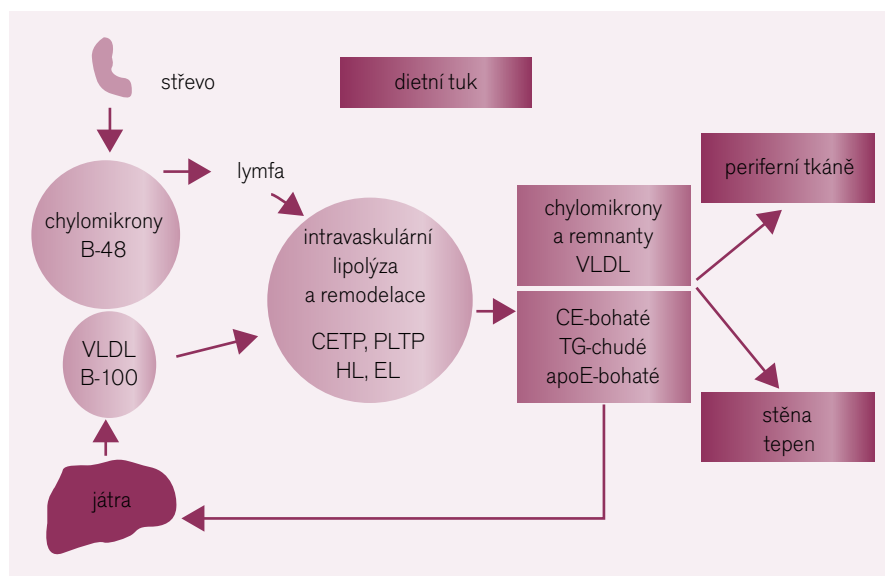 střevo
dietní tuk
lymfa
chylomikrony
B-48
VLDL
B-100
játra
intravaskulární
lipolýza
a remodelace
CETP, PLTP
HL, EL
chylomikrony
a remnanty
VLDL
CE-bohaté
TG-chudé
apoE-bohaté
periferní tkáně
stěna
tepen